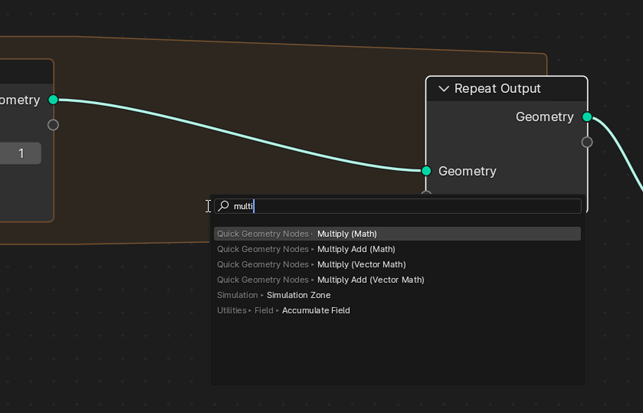 ometry
1
Repeat Output
Geometry
Geometry
multi
Quick Geometry Nodes ▸ Multiply (Math)
Quick Geometry Nodes ▸ Multiply Add (Math)
Quick Geometry Nodes ▸ Multiply (Vector Math)
Quick Geometry Nodes ▸ Multiply Add (Vector Math)
Simulation ▸ Simulation Zone
Utilities ▸ Field ▸ Accumulate Field